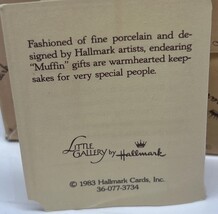 Fashioned of fine porcelain and de-
signed by Hallmark artists, endearing
"Muffin" gifts are warmhearted keep-
sakes for very special people.
LITTLE
GALLERY by Hallmark
© 1983 Hallmark Cards, Inc.
36-077-3734